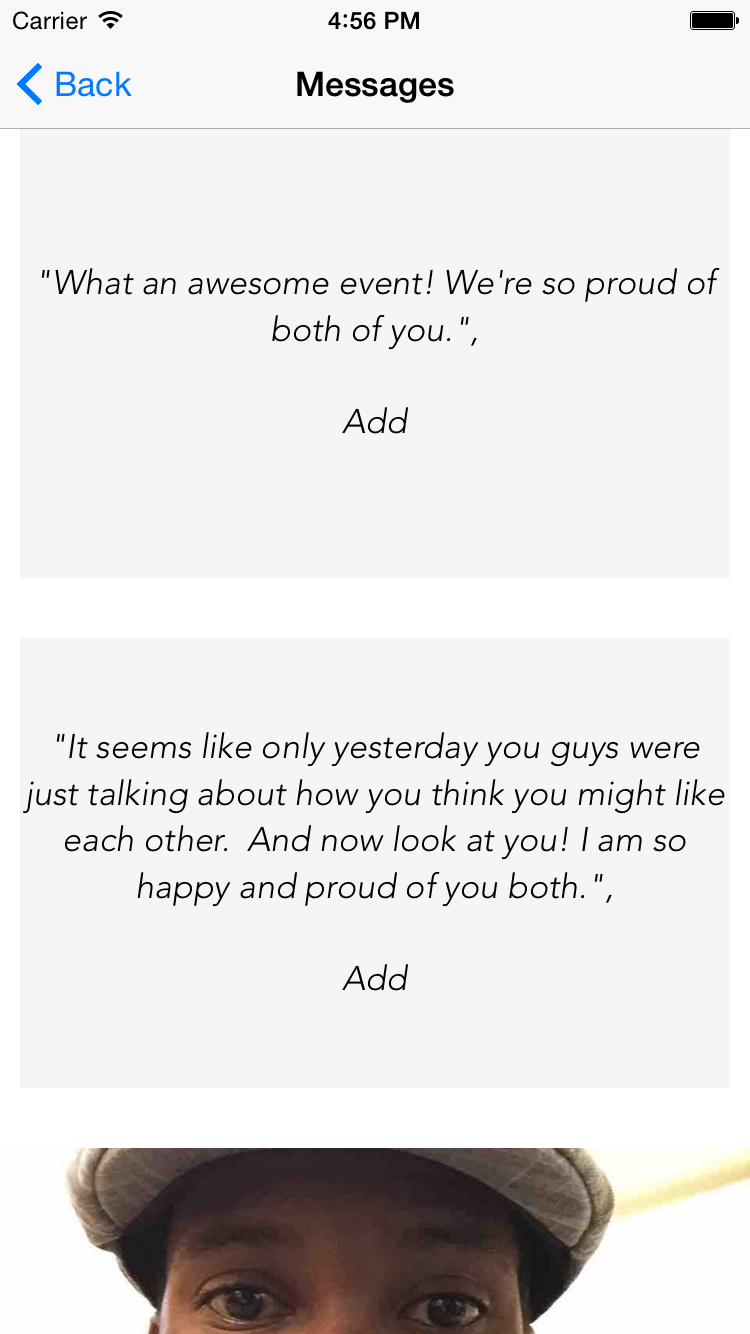 Carrier 4:56 PM
Back Messages
"What an awesome event! We're so proud of
both of you.",
Add
"It seems like only yesterday you guys were
just talking about how you think you might like
each other.  And now look at you! I am so
happy and proud of you both.",
Add